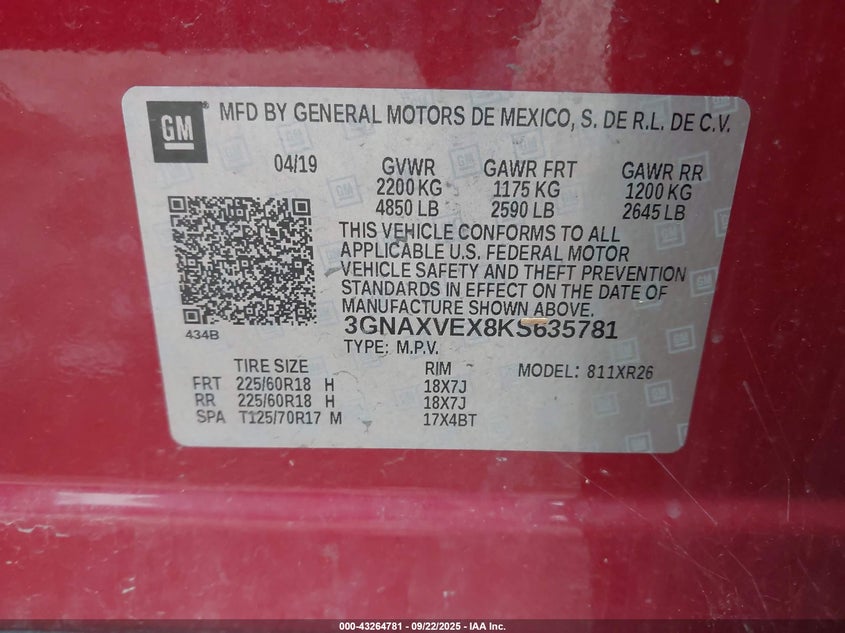 GM
®
MFD BY GENERAL MOTORS DE MEXICO, S. DE R.L. DE C.V.
04/19 GVWR GAWR FRT GAWR RR
2200 KG 1175 KG 1200 KG
4850 LB 2590 LB 2645 LB
THIS VEHICLE CONFORMS TO ALL
APPLICABLE U.S. FEDERAL MOTOR
VEHICLE SAFETY AND THEFT PREVENTION
STANDARDS IN EFFECT ON THE DATE OF
MANUFACTURE SHOWN ABOVE.
434B
3GNAXVEX8KS635781
TYPE: M.P.V.
TIRE SIZE RIM MODEL: 811XR26
FRT 225/60R18 H 18X7J
RR 225/60R18 H 18X7J
SPA T125/70R17 M 17X4BT
000-43264781 - 09/22/2025 - IAA Inc.